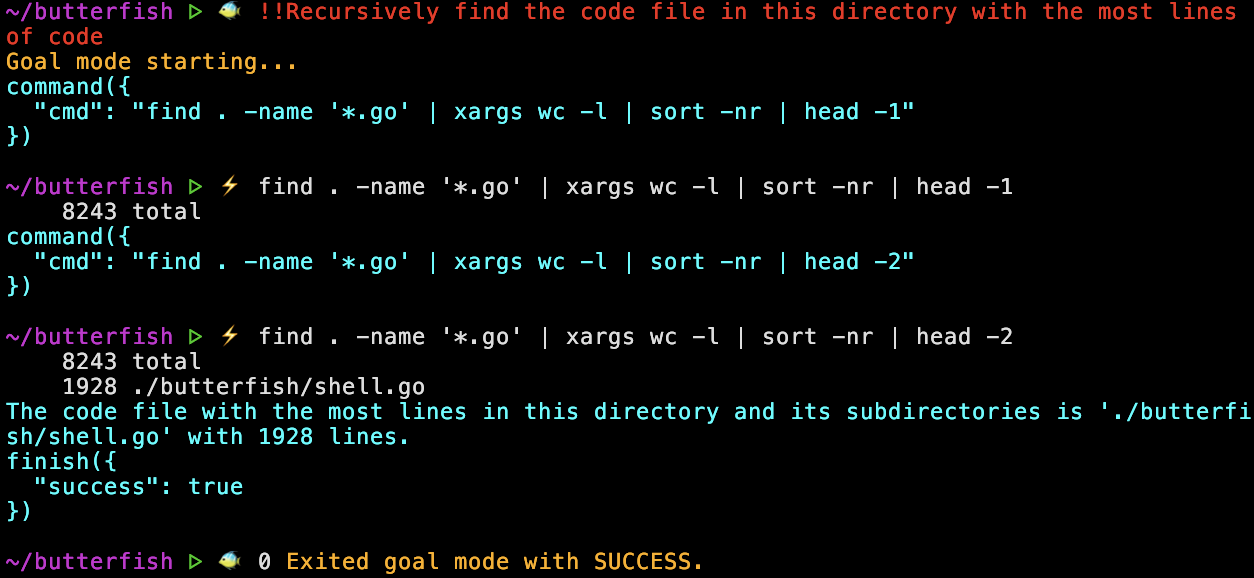 ~/butterfish ▷ 🐠 !!Recursively find the code file in this directory with the most lines
of code
Goal mode starting...
command({
  "cmd": "find . -name '*.go' | xargs wc -l | sort -nr | head -1"
})
~/butterfish ▷ ⚡ find . -name '*.go' | xargs wc -l | sort -nr | head -1
    8243 total
command({
  "cmd": "find . -name '*.go' | xargs wc -l | sort -nr | head -2"
})
~/butterfish ▷ ⚡ find . -name '*.go' | xargs wc -l | sort -nr | head -2
    8243 total
    1928 ./butterfish/shell.go
The code file with the most lines in this directory and its subdirectories is './butterfi
sh/shell.go' with 1928 lines.
finish({
  "success": true
})
~/butterfish ▷ 🐠 0 Exited goal mode with SUCCESS.